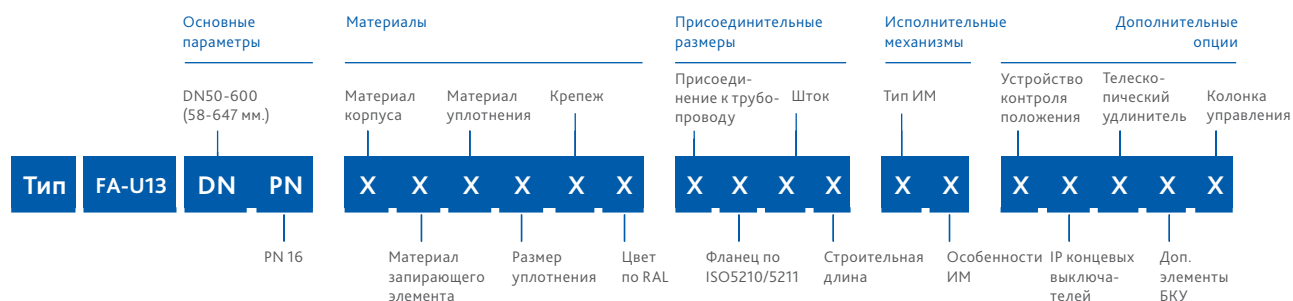 Основные
параметры
Материалы
Присоединительные
размеры
Исполнительные
механизмы
Дополнительные
опции
DN50-600
(58-647 мм.)
Материал
корпуса
Материал
уплотнения
Крепеж
Присоеди-
нение к трубо-
проводу
Шток
Тип ИМ
Устройство
контроля
положения
Телеско-
пический
удлинитель
Колонка
управления
Тип FA-U13 DN PN X X X X X X X X X X X X X X X X X
PN 16
Материал
запирающего
элемента
Размер
уплотнения
Цвет
по RAL
Фланец по
ISO5210/5211
Строительная
длина
Особенности
ИМ
IP концевых
выключа-
телей
Доп.
элементы
БКУ